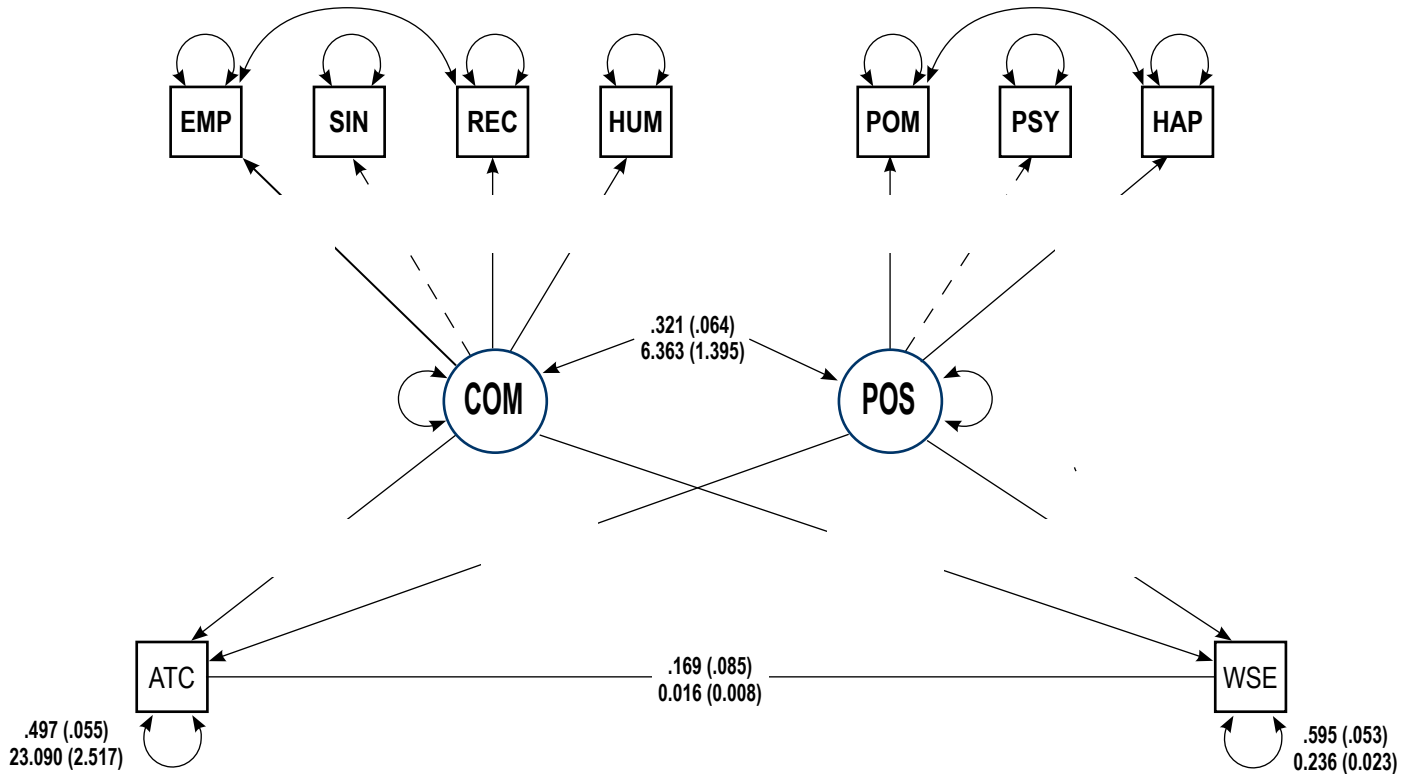 EMP
SIN
REC
HUM
POM
PSY
HAP
.321 (.064)
6.363 (1.395)
COM
POS
ATC
.169 (.085)
0.016 (0.008)
WSE
.497 (.055)
23.090 (2.517)
.595 (.053)
0.236 (0.023)